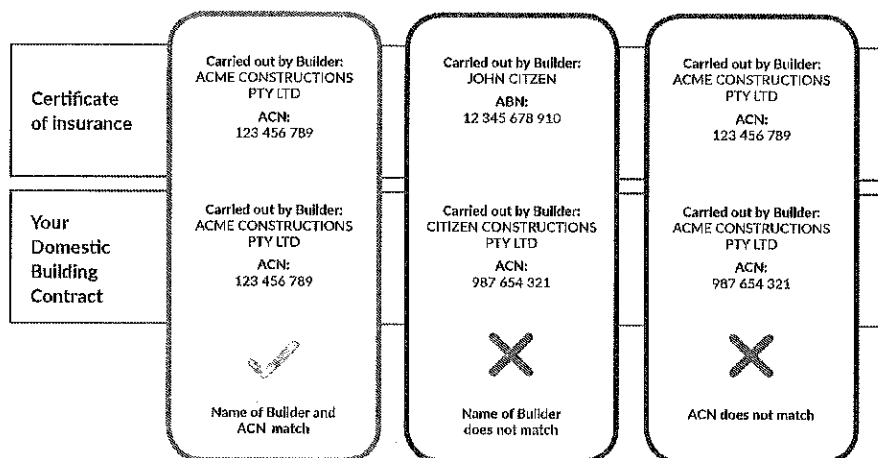 Certificate
of insurance
Carried out by Builder:
ACME CONSTRUCTIONS
PTY LTD
ACN:
123 456 789
Carried out by Builder:
JOHN CITZEN
ABN:
12 345 678 910
Carried out by Builder:
ACME CONSTRUCTIONS
PTY LTD
ACN:
123 456 789
Your
Domestic
Building
Contract
Carried out by Builder:
ACME CONSTRUCTIONS
PTY LTD
ACN:
123 456 789
Carried out by Builder:
CITIZEN CONSTRUCTIONS
PTY LTD
ACN:
987 654 321
Carried out by Builder:
ACME CONSTRUCTIONS
PTY LTD
ACN:
987 654 321
Name of Builder and
ACN match
Name of Builder
does not match
ACN does not match